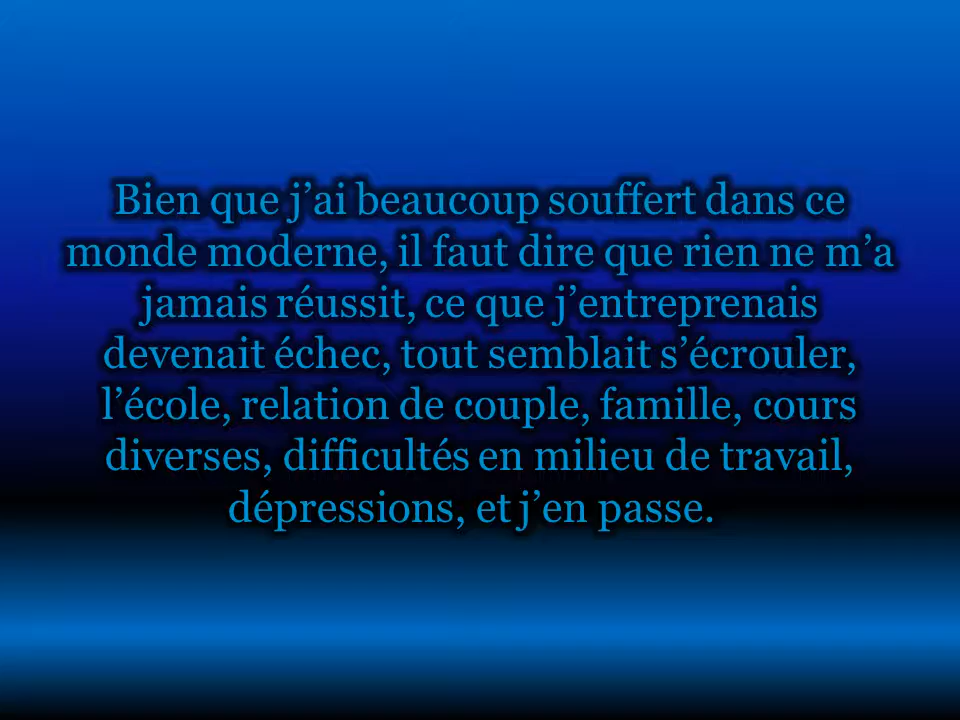 Bien que j’ai beaucoup souffert dans ce
monde moderne, il faut dire que rien ne m’a
jamais réussit, ce que j’entreprenais
devenait échec, tout semblait s’écrouler,
l’école, relation de couple, famille, cours
diverses, difficultés en milieu de travail,
dépressions, et j’en passe.